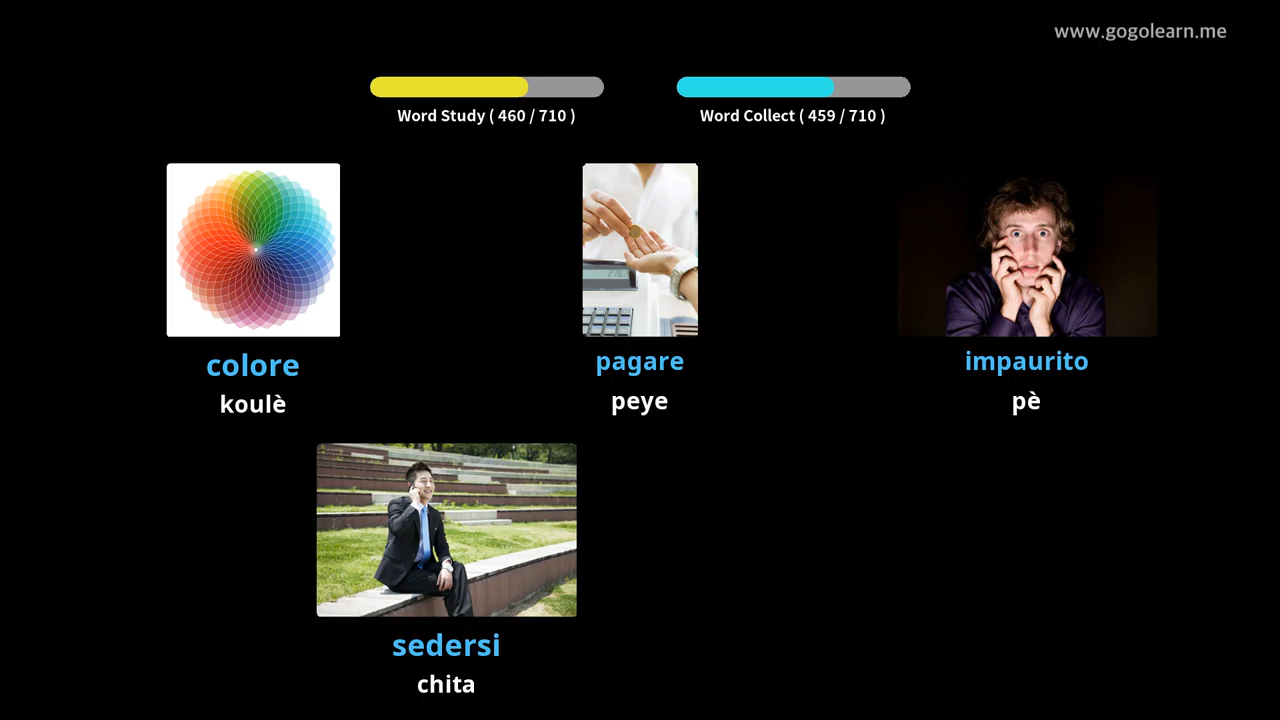 www.gogolearn.me
Word Study ( 460 / 710 )
Word Collect ( 459 / 710 )
colore
koulè
pagare
peye
impaurito
pè
sedersi
chita